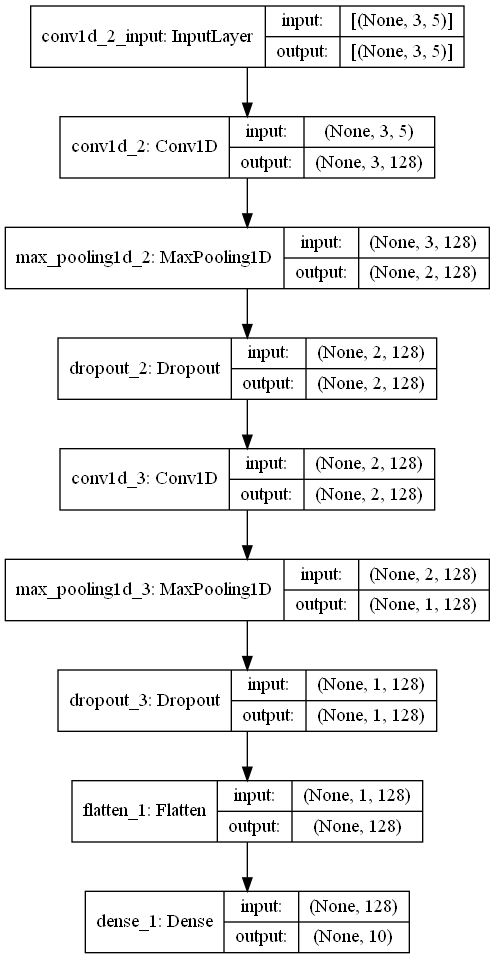 conv1d_2_input: InputLayer
input: [(None, 3, 5)]
output: [(None, 3, 5)]
conv1d_2: Conv1D
input: (None, 3, 5)
output: (None, 3, 128)
max_pooling1d_2: MaxPooling1D
input: (None, 3, 128)
output: (None, 2, 128)
dropout_2: Dropout
input: (None, 2, 128)
output: (None, 2, 128)
conv1d_3: Conv1D
input: (None, 2, 128)
output: (None, 2, 128)
max_pooling1d_3: MaxPooling1D
input: (None, 2, 128)
output: (None, 1, 128)
dropout_3: Dropout
input: (None, 1, 128)
output: (None, 1, 128)
flatten_1: Flatten
input: (None, 1, 128)
output: (None, 128)
dense_1: Dense
input: (None, 128)
output: (None, 10)